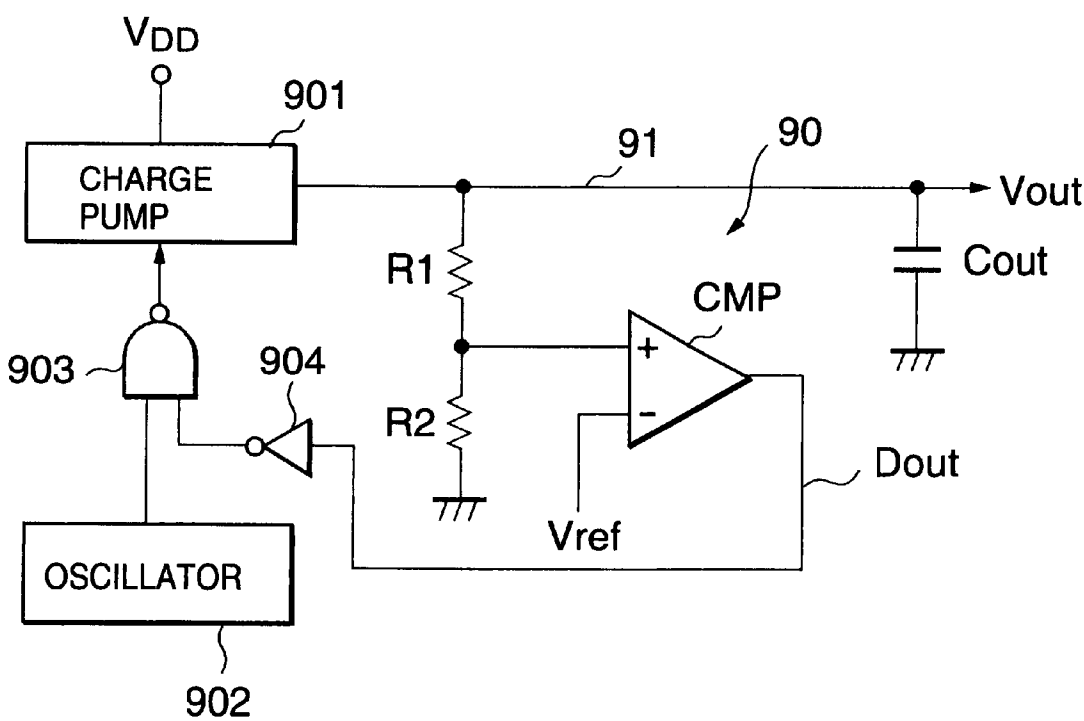 VDD
901
CHARGE
PUMP
91
90
Vout
R1
Cout
CMP
+
903
904
R2
-
Dout
Vref
OSCILLATOR
902